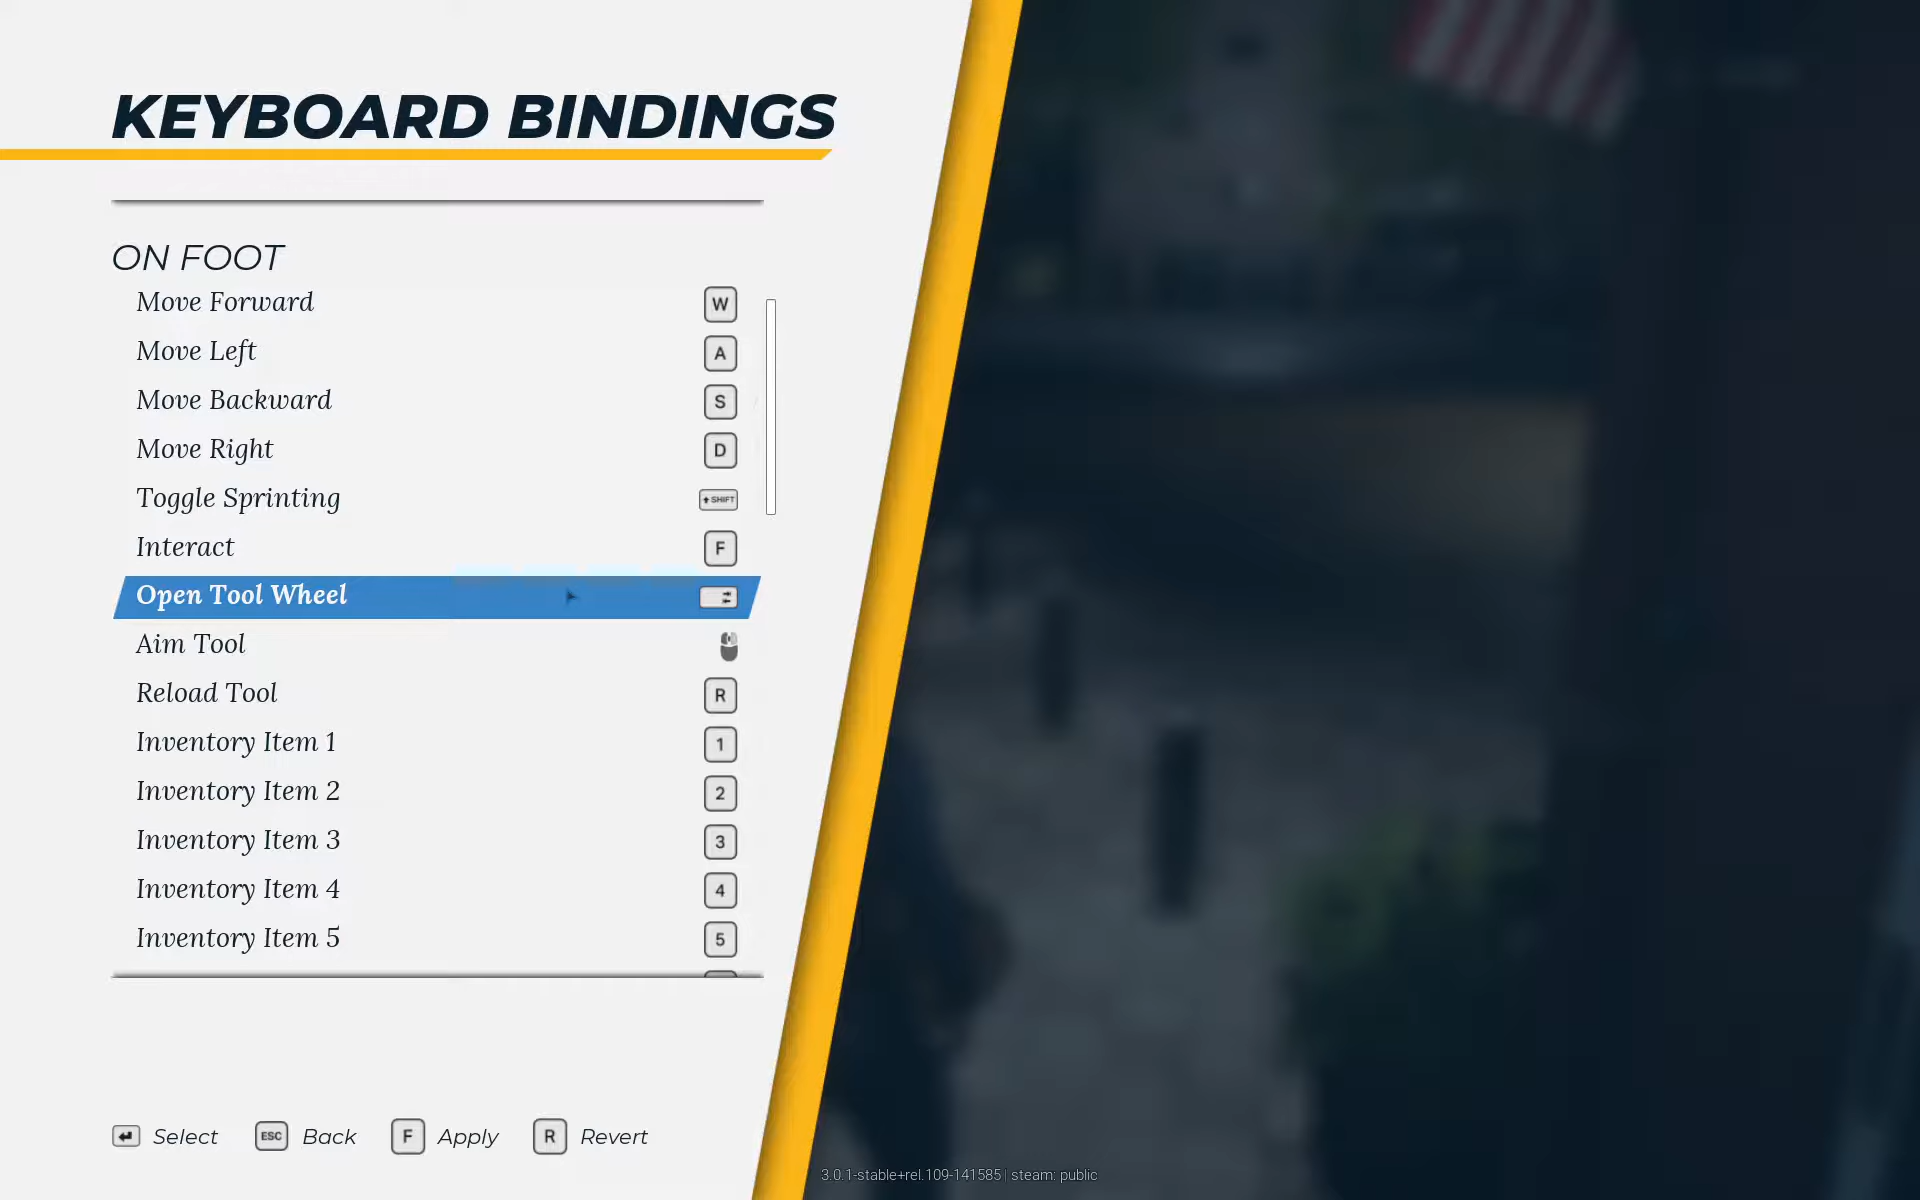 KEYBOARD BINDINGS
ON FOOT
Move Forward W
Move Left A
Move Backward S
Move Right D
Toggle Sprinting SHIFT
Interact F
Open Tool Wheel
Aim Tool
Reload Tool R
Inventory Item 1 1
Inventory Item 2 2
Inventory Item 3 3
Inventory Item 4 4
Inventory Item 5 5
Select ESC Back F Apply R Revert
3.0.1-stable+rel.109-141585 | steam: public